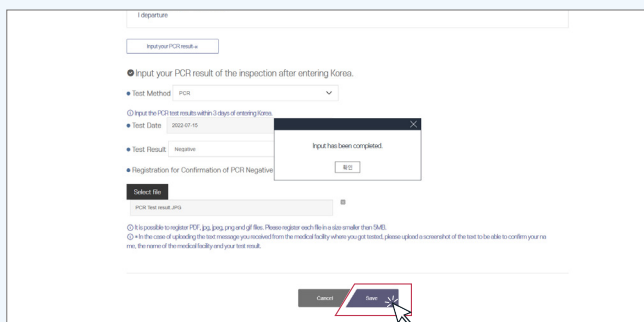 I departure
Input your PCR result
Input your PCR result of the inspection after entering Korea.
Test Method PCR
Input the PCR test results within 3 days of entering Korea.
Test Date 2022-07-15
Input has been completed.
확인
Test Result Negative
Registration for Confirmation of PCR Negative
Select file
PCR Test result.JPG
It is possible to register PDF, jpg, jpeg, png and gif files. Please register each file in a size smaller than 5MB.
* In the case of uploading the text message you received from the medical facility where you got tested, please upload a screenshot of the text to be able to confirm your na
me, the name of the medical facility and your test result.
Cancel Save